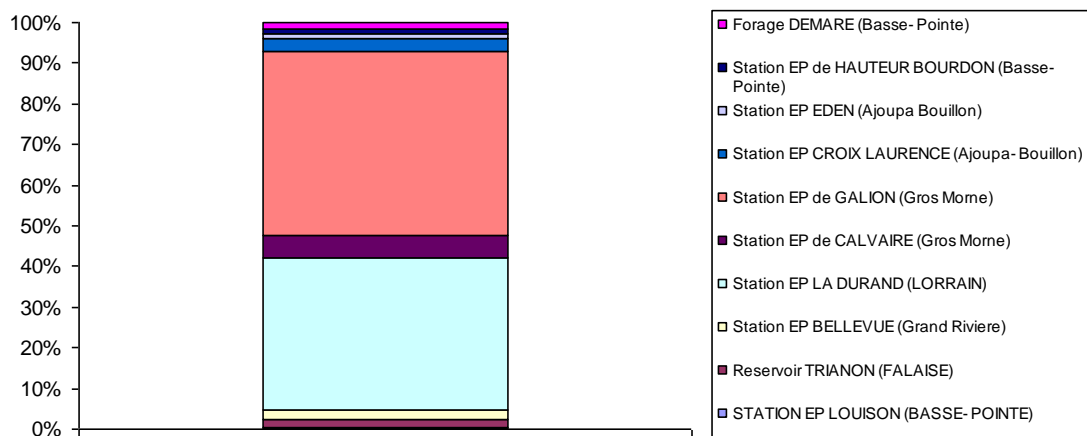 100%
90%
80%
70%
60%
50%
40%
30%
20%
10%
0%
Forage DEMARE (Basse- Pointe)
Station EP de HAUTEUR BOURDON (Basse-
Pointe)
Station EP EDEN (Ajoupa Bouillon)
Station EP CROIX LAURENCE (Ajoupa- Bouillon)
Station EP de GALION (Gros Morne)
Station EP de CALVAIRE (Gros Morne)
Station EP LA DURAND (LORRAIN)
Station EP BELLEVUE (Grand Riviere)
Reservoir TRIANON (FALAISE)
STATION EP LOUISON (BASSE- POINTE)